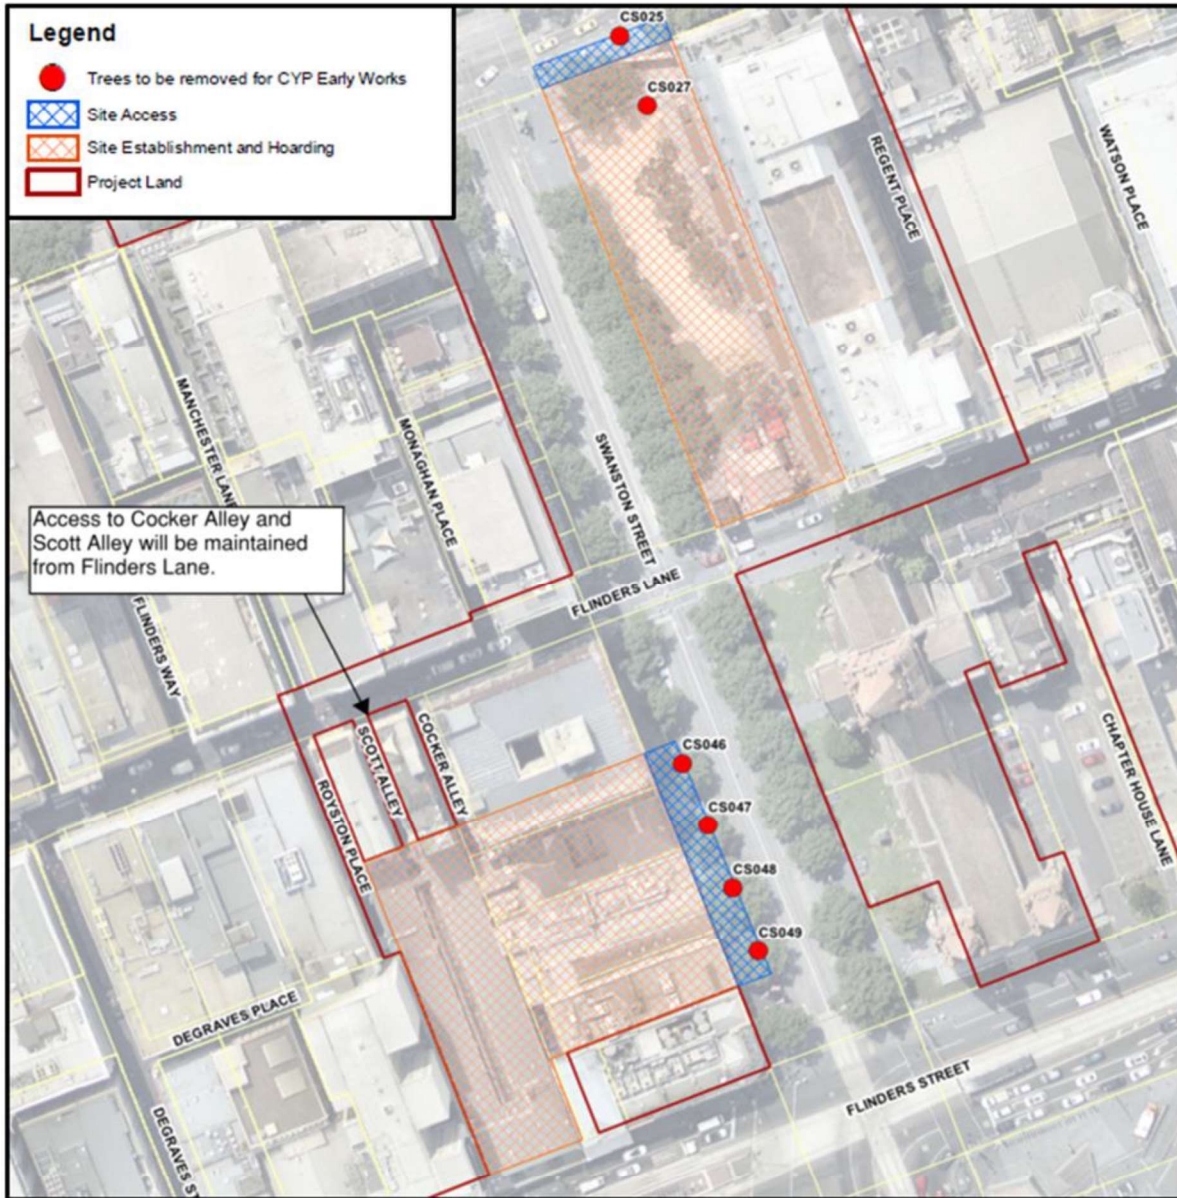 Legend
Trees to be removed for CYP Early Works
Site Access
Site Establishment and Hoarding
Project Land
CS025
CS027
REGENT PLACE
WATSON PLACE
MANCHESTER LANE
MONAGHAN PLACE
SWANSTON STREET
Access to Cocker Alley and
Scott Alley will be maintained
from Flinders Lane.
FLINDERS LANE
FLINDERS WAY
SCOTT ALLEY
COCKER ALLEY
ROYSTON PLACE
CS046
CS047
CS048
CS049
CHAPTER HOUSE LANE
DEGRAVES PLACE
FLINDERS STREET
DEGRAVES ST